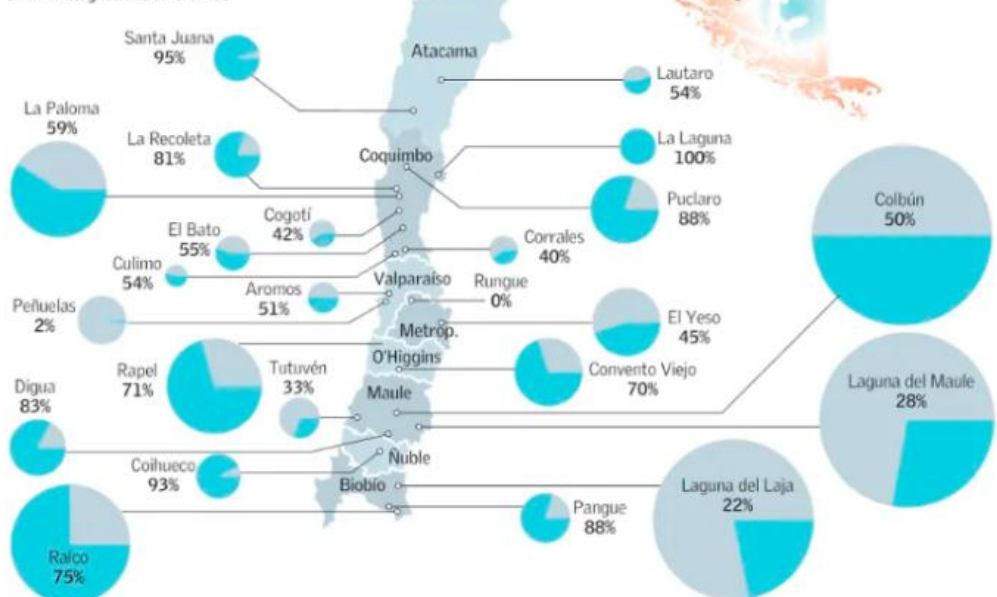 Atacama
Santa Juana
95%
Lautaro
54%
La Paloma
59%
La Recoleta
81%
La Laguna
100%
Coquimbo
Puclaro
88%
Colbún
50%
Cogotí
42%
El Bato
55%
Corrales
40%
Culimo
54%
Valparaíso
Rungue
0%
Aromos
51%
Peñuelas
2%
El Yeso
45%
Metrop.
O'Higgins
Rapel
71%
Tutuvén
33%
Convento Viejo
70%
Laguna del Maule
28%
Digua
83%
Maule
Coihueco
93%
Ñuble
Biobío
Laguna del Laja
22%
Pangue
88%
Ralco
75%